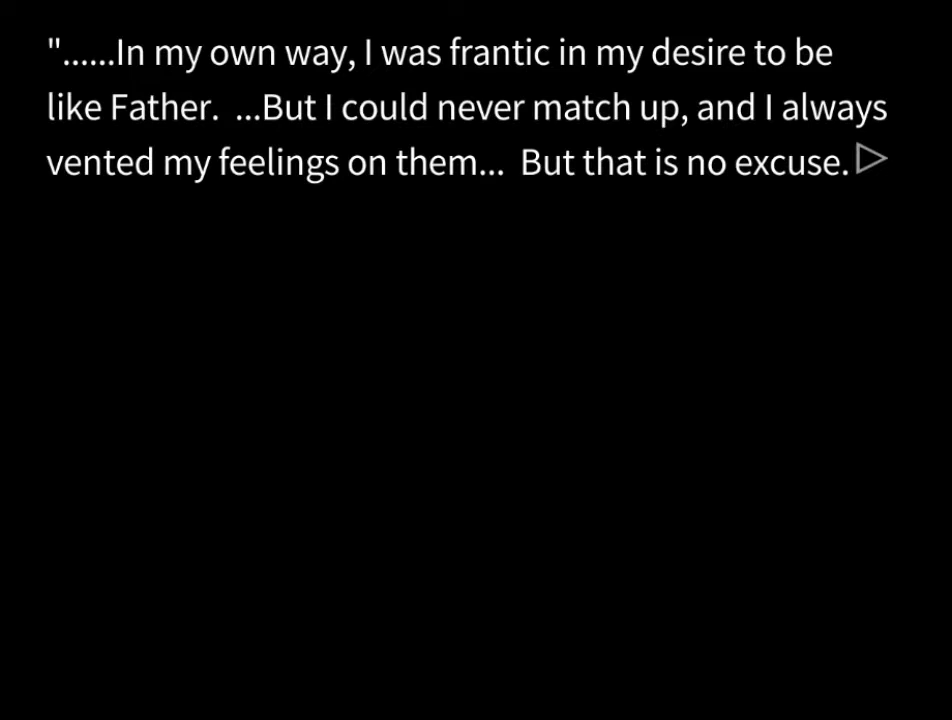 "......In my own way, I was frantic in my desire to be
like Father.  ...But I could never match up, and I always
vented my feelings on them...  But that is no excuse.